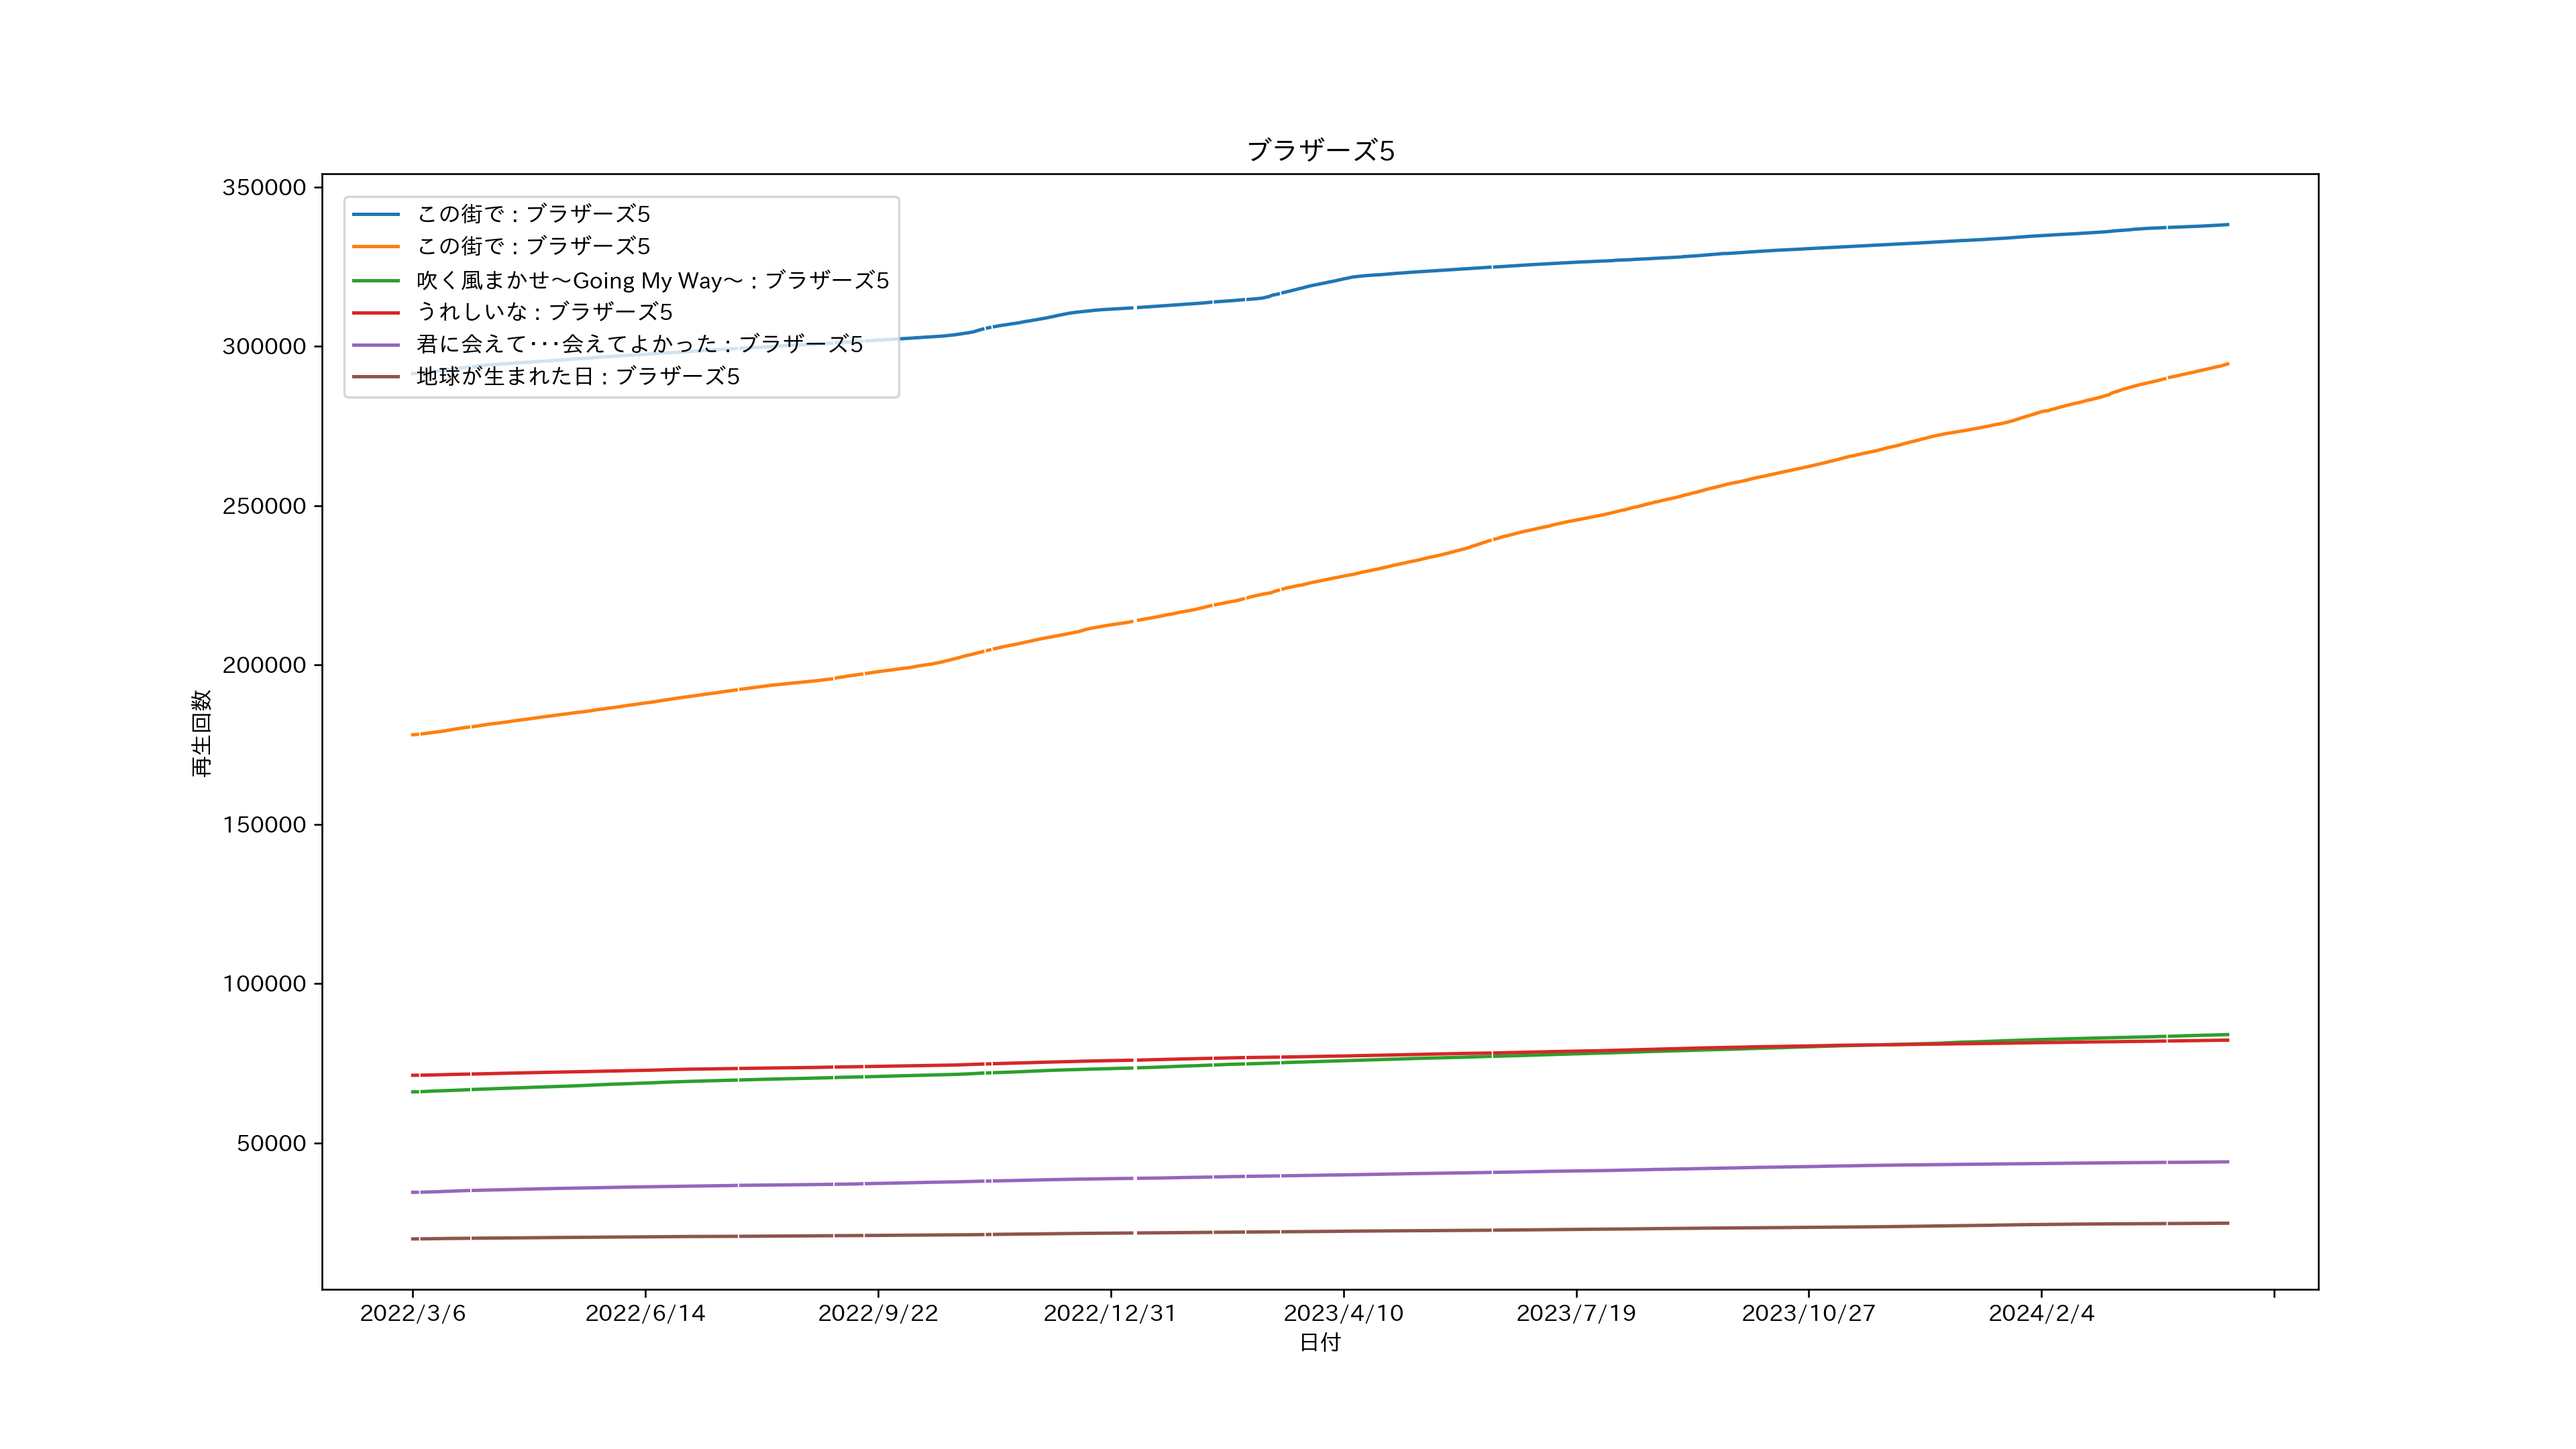 ブラザーズ5
350000
300000
250000
200000
150000
100000
50000
再生回数
この街で : ブラザーズ5
この街で : ブラザーズ5
吹く風まかせ〜Going My Way〜 : ブラザーズ5
うれしいな : ブラザーズ5
君に会えて･･･会えてよかった : ブラザーズ5
地球が生まれた日 : ブラザーズ5
2022/3/6 2022/6/14 2022/9/22 2022/12/31 2023/4/10 2023/7/19 2023/10/27 2024/2/4
日付